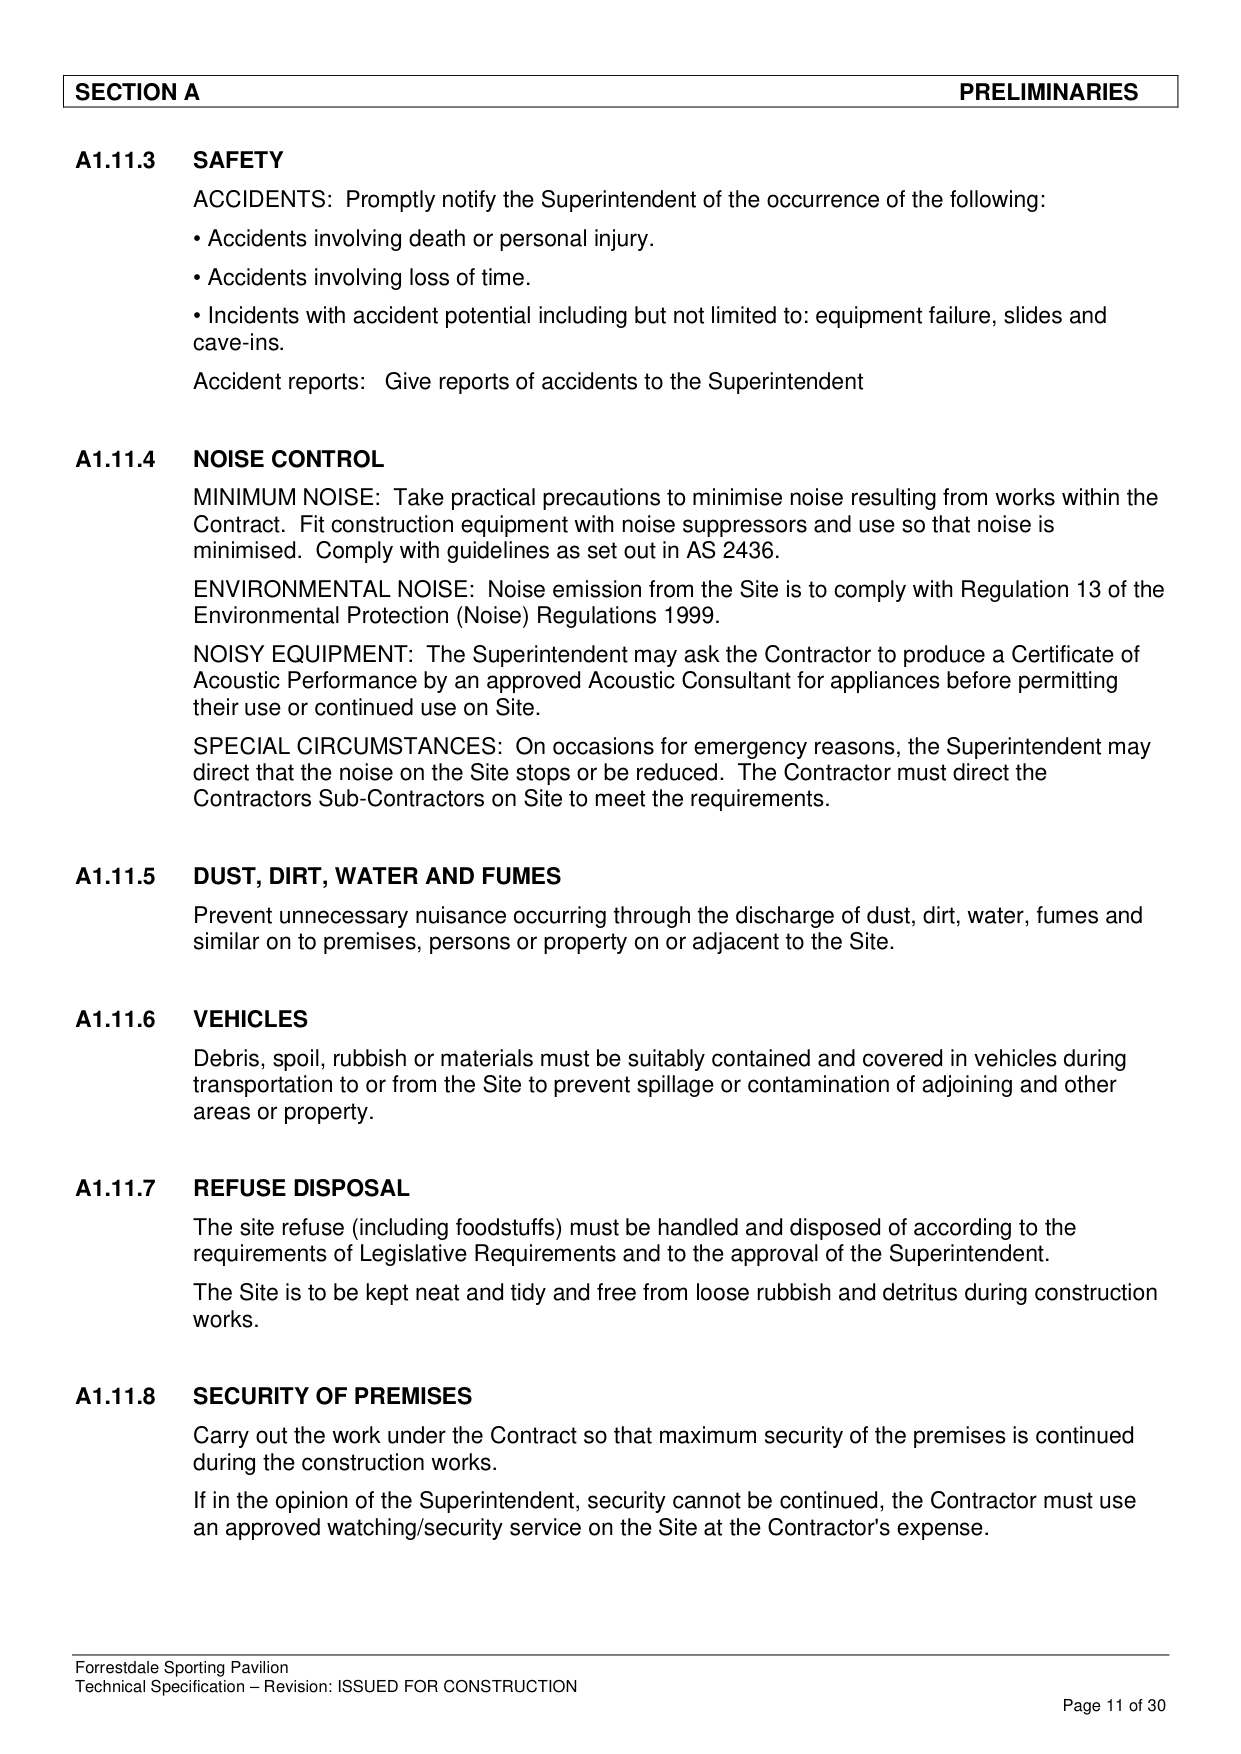 SECTION A PRELIMINARIES
A1.11.3 SAFETY
ACCIDENTS:  Promptly notify the Superintendent of the occurrence of the following:
• Accidents involving death or personal injury.
• Accidents involving loss of time.
• Incidents with accident potential including but not limited to: equipment failure, slides and
cave-ins.
Accident reports:   Give reports of accidents to the Superintendent
A1.11.4 NOISE CONTROL
MINIMUM NOISE:  Take practical precautions to minimise noise resulting from works within the
Contract.  Fit construction equipment with noise suppressors and use so that noise is
minimised.  Comply with guidelines as set out in AS 2436.
ENVIRONMENTAL NOISE:  Noise emission from the Site is to comply with Regulation 13 of the
Environmental Protection (Noise) Regulations 1999.
NOISY EQUIPMENT:  The Superintendent may ask the Contractor to produce a Certificate of
Acoustic Performance by an approved Acoustic Consultant for appliances before permitting
their use or continued use on Site.
SPECIAL CIRCUMSTANCES:  On occasions for emergency reasons, the Superintendent may
direct that the noise on the Site stops or be reduced.  The Contractor must direct the
Contractors Sub-Contractors on Site to meet the requirements.
A1.11.5 DUST, DIRT, WATER AND FUMES
Prevent unnecessary nuisance occurring through the discharge of dust, dirt, water, fumes and
similar on to premises, persons or property on or adjacent to the Site.
A1.11.6 VEHICLES
Debris, spoil, rubbish or materials must be suitably contained and covered in vehicles during
transportation to or from the Site to prevent spillage or contamination of adjoining and other
areas or property.
A1.11.7 REFUSE DISPOSAL
The site refuse (including foodstuffs) must be handled and disposed of according to the
requirements of Legislative Requirements and to the approval of the Superintendent.
The Site is to be kept neat and tidy and free from loose rubbish and detritus during construction
works.
A1.11.8 SECURITY OF PREMISES
Carry out the work under the Contract so that maximum security of the premises is continued
during the construction works.
If in the opinion of the Superintendent, security cannot be continued, the Contractor must use
an approved watching/security service on the Site at the Contractor's expense.
Forrestdale Sporting Pavilion
Technical Specification – Revision: ISSUED FOR CONSTRUCTION
Page 11 of 30